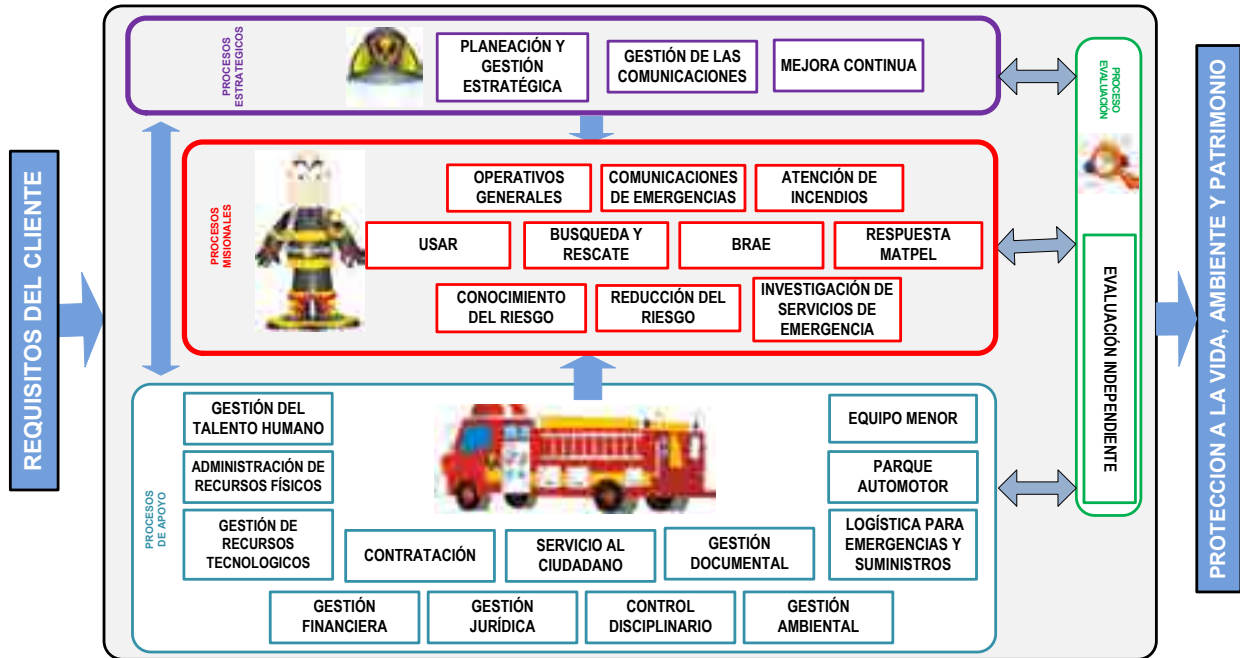 REQUISITOS DEL CLIENTE
PROCESOS
ESTRATEGICOS
PLANEACIÓN Y
GESTIÓN
ESTRATÉGICA
GESTIÓN DE LAS
COMUNICACIONES
MEJORA CONTINUA
PROCESOS
MISIONALES
OPERATIVOS
GENERALES
COMUNICACIONES
DE EMERGENCIAS
ATENCIÓN DE
INCENDIOS
USAR
BUSQUEDA Y
RESCATE
BRAE
RESPUESTA
MATPEL
CONOCIMIENTO
DEL RIESGO
REDUCCIÓN DEL
RIESGO
INVESTIGACIÓN DE
SERVICIOS DE
EMERGENCIA
PROCESOS
DE APOYO
GESTIÓN DEL
TALENTO HUMANO
ADMINISTRACIÓN DE
RECURSOS FÍSICOS
GESTIÓN DE
RECURSOS
TECNOLOGICOS
CONTRATACIÓN
SERVICIO AL
CIUDADANO
GESTIÓN
DOCUMENTAL
EQUIPO MENOR
PARQUE
AUTOMOTOR
LOGÍSTICA PARA
EMERGENCIAS Y
SUMINISTROS
GESTIÓN
FINANCIERA
GESTIÓN
JURÍDICA
CONTROL
DISCIPLINARIO
GESTIÓN
AMBIENTAL
PROCESO
EVALUACIÓN
EVALUACIÓN INDEPENDIENTE
PROTECCION A LA VIDA, AMBIENTE Y PATRIMONIO